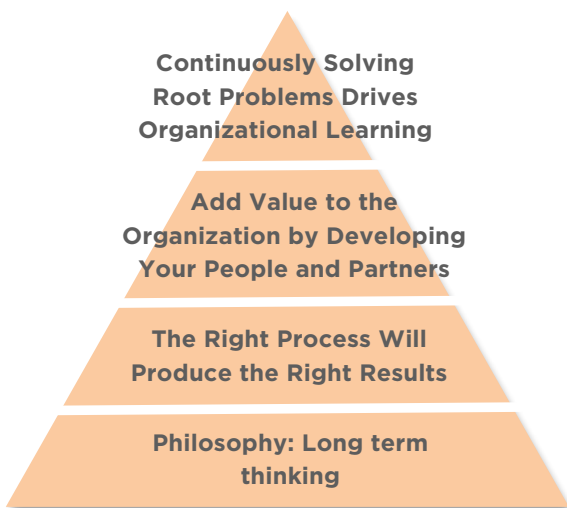 Continuously Solving
Root Problems Drives
Organizational Learning
Add Value to the
Organization by Developing
Your People and Partners
The Right Process Will
Produce the Right Results
Philosophy: Long term
thinking